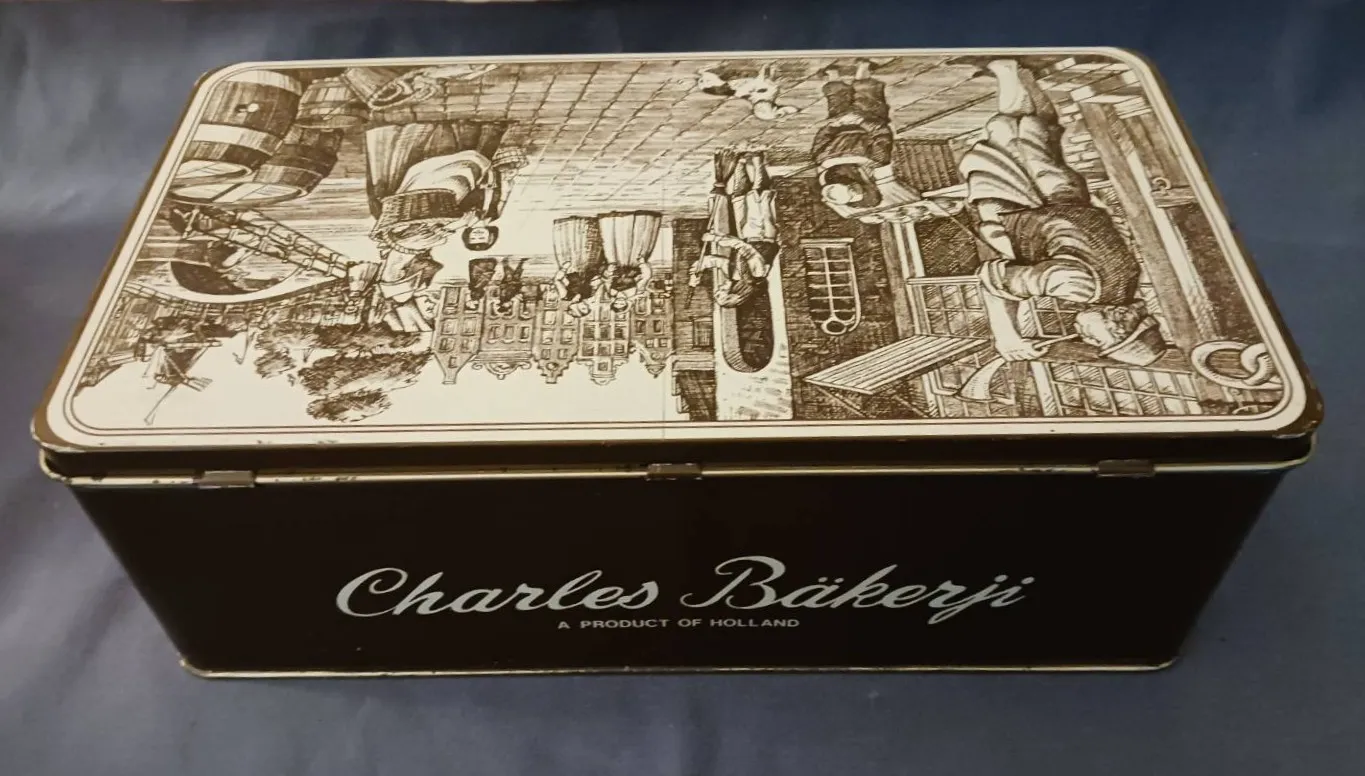 Charles Bäkerji
A PRODUCT OF HOLLAND